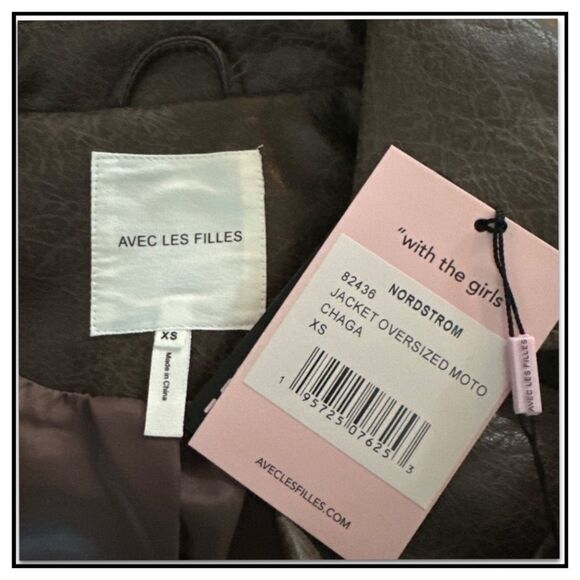 AVEC LES FILLES
XS
Made in China
"with the girls
82436 NORDSTROM
JACKET OVERSIZED MOTO
CHAGA
XS
1 95725 07625 3
AVECLESFILLES.COM
AVEC LES FILLES